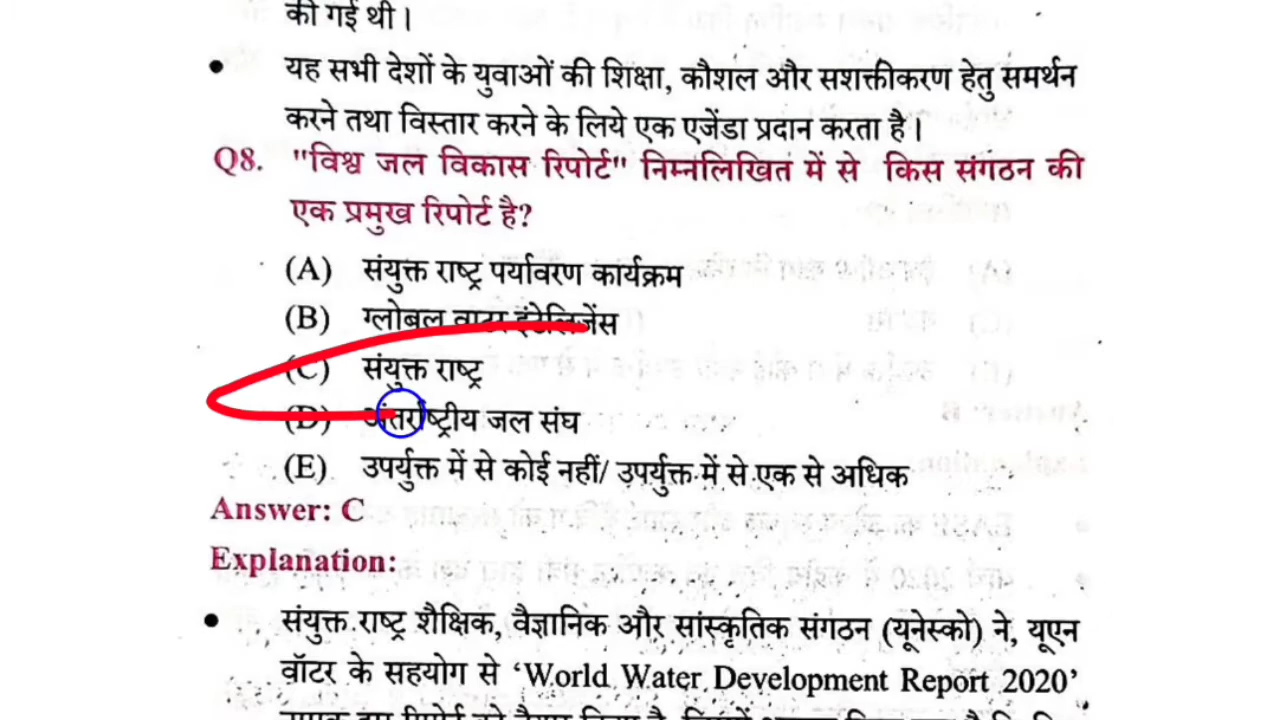 की गई थी।
• यह सभी देशों के युवाओं की शिक्षा, कौशल और सशक्तीकरण हेतु समर्थन
करने तथा विस्तार करने के लिये एक एजेंडा प्रदान करता है।
Q8. "विश्व जल विकास रिपोर्ट" निम्नलिखित में से किस संगठन की
एक प्रमुख रिपोर्ट है?
(A) संयुक्त राष्ट्र पर्यावरण कार्यक्रम
(B) ग्लोबल वाटर इंटेलिजेंस
(C) संयुक्त राष्ट्र
(D) अंतर्राष्ट्रीय जल संघ
(E) उपर्युक्त में से कोई नहीं/ उपर्युक्त में से एक से अधिक
Answer: C
Explanation:
• संयुक्त राष्ट्र शैक्षिक, वैज्ञानिक और सांस्कृतिक संगठन (यूनेस्को) ने, यूएन
वॉटर के सहयोग से ‘World Water Development Report 2020’